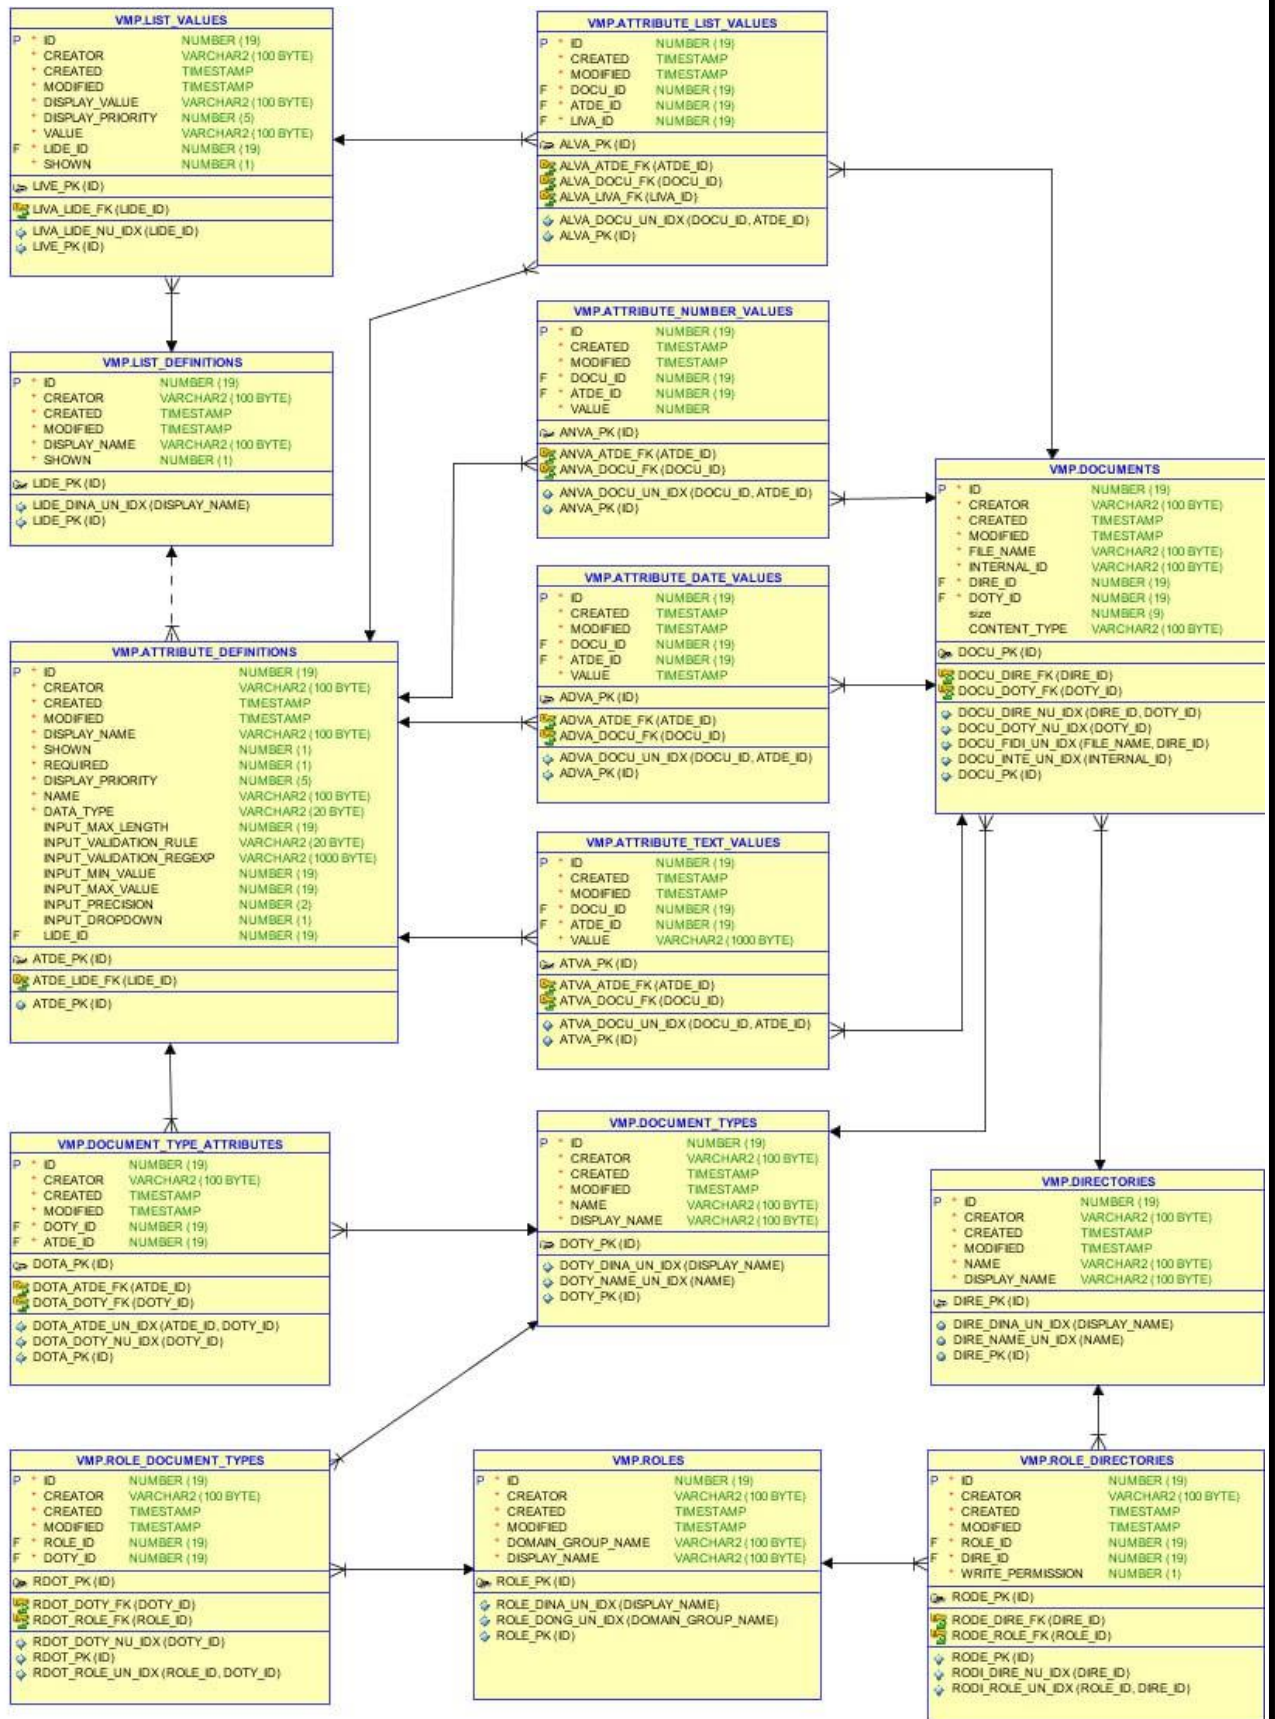 VMP.LIST_VALUES
P * ID NUMBER (19)
* CREATOR VARCHAR2 (100 BYTE)
* CREATED TIMESTAMP
* MODIFIED TIMESTAMP
* DISPLAY_VALUE VARCHAR2 (100 BYTE)
* DISPLAY_PRIORITY NUMBER (5)
* VALUE VARCHAR2 (100 BYTE)
F * LIDE_ID NUMBER (19)
* SHOWN NUMBER (1)
LIVE_PK (ID)
LIVA_LIDE_FK (LIDE_ID)
LIVA_LIDE_NU_IDX (LIDE_ID)
LIVE_PK (ID)
VMP.ATTRIBUTE_LIST_VALUES
P * ID NUMBER (19)
* CREATED TIMESTAMP
* MODIFIED TIMESTAMP
F * DOCU_ID NUMBER (19)
F * ATDE_ID NUMBER (19)
F * LIVA_ID NUMBER (19)
ALVA_PK (ID)
ALVA_ATDE_FK (ATDE_ID)
ALVA_DOCU_FK (DOCU_ID)
ALVA_LIVA_FK (LIVA_ID)
ALVA_DOCU_UN_IDX (DOCU_ID, ATDE_ID)
ALVA_PK (ID)
VMP.LIST_DEFINITIONS
P * ID NUMBER (19)
* CREATOR VARCHAR2 (100 BYTE)
* CREATED TIMESTAMP
* MODIFIED TIMESTAMP
* DISPLAY_NAME VARCHAR2 (100 BYTE)
* SHOWN NUMBER (1)
LIDE_PK (ID)
LIDE_DINA_UN_IDX (DISPLAY_NAME)
LIDE_PK (ID)
VMP.ATTRIBUTE_NUMBER_VALUES
P * ID NUMBER (19)
* CREATED TIMESTAMP
* MODIFIED TIMESTAMP
F * DOCU_ID NUMBER (19)
F * ATDE_ID NUMBER (19)
* VALUE NUMBER
ANVA_PK (ID)
ANVA_ATDE_FK (ATDE_ID)
ANVA_DOCU_FK (DOCU_ID)
ANVA_DOCU_UN_IDX (DOCU_ID, ATDE_ID)
ANVA_PK (ID)
VMP.DOCUMENTS
P * ID NUMBER (19)
* CREATOR VARCHAR2 (100 BYTE)
* CREATED TIMESTAMP
* MODIFIED TIMESTAMP
* FILE_NAME VARCHAR2 (100 BYTE)
* INTERNAL_ID VARCHAR2 (100 BYTE)
F * DIRE_ID NUMBER (19)
F * DOTY_ID NUMBER (19)
size NUMBER (9)
CONTENT_TYPE VARCHAR2 (100 BYTE)
DOCU_PK (ID)
DOCU_DIRE_FK (DIRE_ID)
DOCU_DOTY_FK (DOTY_ID)
DOCU_DIRE_NU_IDX (DIRE_ID, DOTY_ID)
DOCU_DOTY_NU_IDX (DOTY_ID)
DOCU_FIDI_UN_IDX (FILE_NAME, DIRE_ID)
DOCU_INTE_UN_IDX (INTERNAL_ID)
DOCU_PK (ID)
VMP.ATTRIBUTE_DATE_VALUES
P * ID NUMBER (19)
* CREATED TIMESTAMP
* MODIFIED TIMESTAMP
F * DOCU_ID NUMBER (19)
F * ATDE_ID NUMBER (19)
* VALUE TIMESTAMP
ADVA_PK (ID)
ADVA_ATDE_FK (ATDE_ID)
ADVA_DOCU_FK (DOCU_ID)
ADVA_DOCU_UN_IDX (DOCU_ID, ATDE_ID)
ADVA_PK (ID)
VMP.ATTRIBUTE_DEFINITIONS
P * ID NUMBER (19)
* CREATOR VARCHAR2 (100 BYTE)
* CREATED TIMESTAMP
* MODIFIED TIMESTAMP
* DISPLAY_NAME VARCHAR2 (100 BYTE)
* SHOWN NUMBER (1)
* REQUIRED NUMBER (1)
* DISPLAY_PRIORITY NUMBER (5)
* NAME VARCHAR2 (100 BYTE)
* DATA_TYPE VARCHAR2 (20 BYTE)
INPUT_MAX_LENGTH NUMBER (19)
INPUT_VALIDATION_RULE VARCHAR2 (20 BYTE)
INPUT_VALIDATION_REGEXP VARCHAR2 (1000 BYTE)
INPUT_MIN_VALUE NUMBER (19)
INPUT_MAX_VALUE NUMBER (19)
INPUT_PRECISION NUMBER (2)
INPUT_DROPDOWN NUMBER (1)
F LIDE_ID NUMBER (19)
ATDE_PK (ID)
ATDE_LIDE_FK (LIDE_ID)
ATDE_PK (ID)
VMP.ATTRIBUTE_TEXT_VALUES
P * ID NUMBER (19)
* CREATED TIMESTAMP
* MODIFIED TIMESTAMP
F * DOCU_ID NUMBER (19)
F * ATDE_ID NUMBER (19)
* VALUE VARCHAR2 (1000 BYTE)
ATVA_PK (ID)
ATVA_ATDE_FK (ATDE_ID)
ATVA_DOCU_FK (DOCU_ID)
ATVA_DOCU_UN_IDX (DOCU_ID, ATDE_ID)
ATVA_PK (ID)
VMP.DOCUMENT_TYPE_ATTRIBUTES
P * ID NUMBER (19)
* CREATOR VARCHAR2 (100 BYTE)
* CREATED TIMESTAMP
* MODIFIED TIMESTAMP
F * DOTY_ID NUMBER (19)
F * ATDE_ID NUMBER (19)
DOTA_PK (ID)
DOTA_ATDE_FK (ATDE_ID)
DOTA_DOTY_FK (DOTY_ID)
DOTA_ATDE_UN_IDX (ATDE_ID, DOTY_ID)
DOTA_DOTY_NU_IDX (DOTY_ID)
DOTA_PK (ID)
VMP.DOCUMENT_TYPES
P * ID NUMBER (19)
* CREATOR VARCHAR2 (100 BYTE)
* CREATED TIMESTAMP
* MODIFIED TIMESTAMP
* NAME VARCHAR2 (100 BYTE)
* DISPLAY_NAME VARCHAR2 (100 BYTE)
DOTY_PK (ID)
DOTY_DINA_UN_IDX (DISPLAY_NAME)
DOTY_NAME_UN_IDX (NAME)
DOTY_PK (ID)
VMP.DIRECTORIES
P * ID NUMBER (19)
* CREATOR VARCHAR2 (100 BYTE)
* CREATED TIMESTAMP
* MODIFIED TIMESTAMP
* NAME VARCHAR2 (100 BYTE)
* DISPLAY_NAME VARCHAR2 (100 BYTE)
DIRE_PK (ID)
DIRE_DINA_UN_IDX (DISPLAY_NAME)
DIRE_NAME_UN_IDX (NAME)
DIRE_PK (ID)
VMP.ROLE_DOCUMENT_TYPES
P * ID NUMBER (19)
* CREATOR VARCHAR2 (100 BYTE)
* CREATED TIMESTAMP
* MODIFIED TIMESTAMP
F * ROLE_ID NUMBER (19)
F * DOTY_ID NUMBER (19)
RDOT_PK (ID)
RDOT_DOTY_FK (DOTY_ID)
RDOT_ROLE_FK (ROLE_ID)
RDOT_DOTY_NU_IDX (DOTY_ID)
RDOT_PK (ID)
RDOT_ROLE_UN_IDX (ROLE_ID, DOTY_ID)
VMP.ROLES
P * ID NUMBER (19)
* CREATOR VARCHAR2 (100 BYTE)
* CREATED TIMESTAMP
* MODIFIED TIMESTAMP
* DOMAIN_GROUP_NAME VARCHAR2 (100 BYTE)
* DISPLAY_NAME VARCHAR2 (100 BYTE)
ROLE_PK (ID)
ROLE_DINA_UN_IDX (DISPLAY_NAME)
ROLE_DONG_UN_IDX (DOMAIN_GROUP_NAME)
ROLE_PK (ID)
VMP.ROLE_DIRECTORIES
P * ID NUMBER (19)
* CREATOR VARCHAR2 (100 BYTE)
* CREATED TIMESTAMP
* MODIFIED TIMESTAMP
F * ROLE_ID NUMBER (19)
F * DIRE_ID NUMBER (19)
* WRITE_PERMISSION NUMBER (1)
RODE_PK (ID)
RODE_DIRE_FK (DIRE_ID)
RODE_ROLE_FK (ROLE_ID)
RODE_PK (ID)
RODI_DIRE_NU_IDX (DIRE_ID)
RODI_ROLE_UN_IDX (ROLE_ID, DIRE_ID)